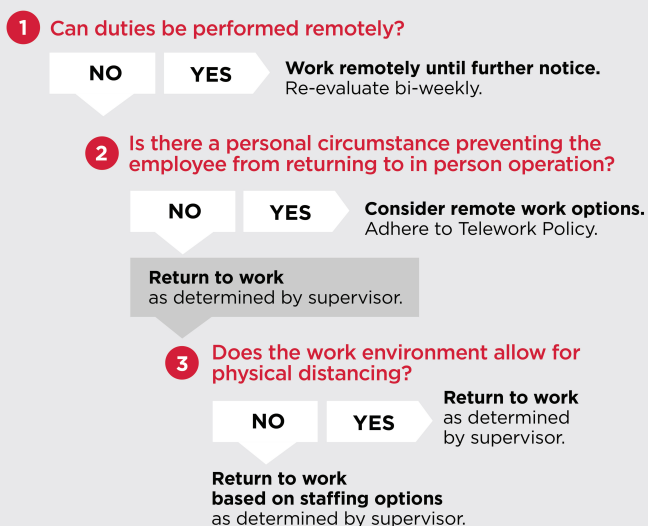 1 Can duties be performed remotely?
NO YES Work remotely until further notice.
Re-evaluate bi-weekly.
2 Is there a personal circumstance preventing the
employee from returning to in person operation?
NO YES Consider remote work options.
Adhere to Telework Policy.
Return to work
as determined by supervisor.
3 Does the work environment allow for
physical distancing?
NO YES Return to work
as determined
by supervisor.
Return to work
based on staffing options
as determined by supervisor.